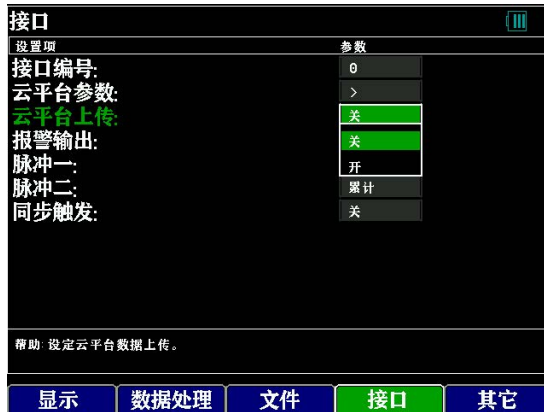 接口
设置项 参数
接口编号: 0
云平台参数: >
云平台上传: 关
报警输出: 关
脉冲一: 开
脉冲二: 累计
同步触发: 关
帮助: 设定云平台数据上传。
显示 数据处理 文件 接口 其它